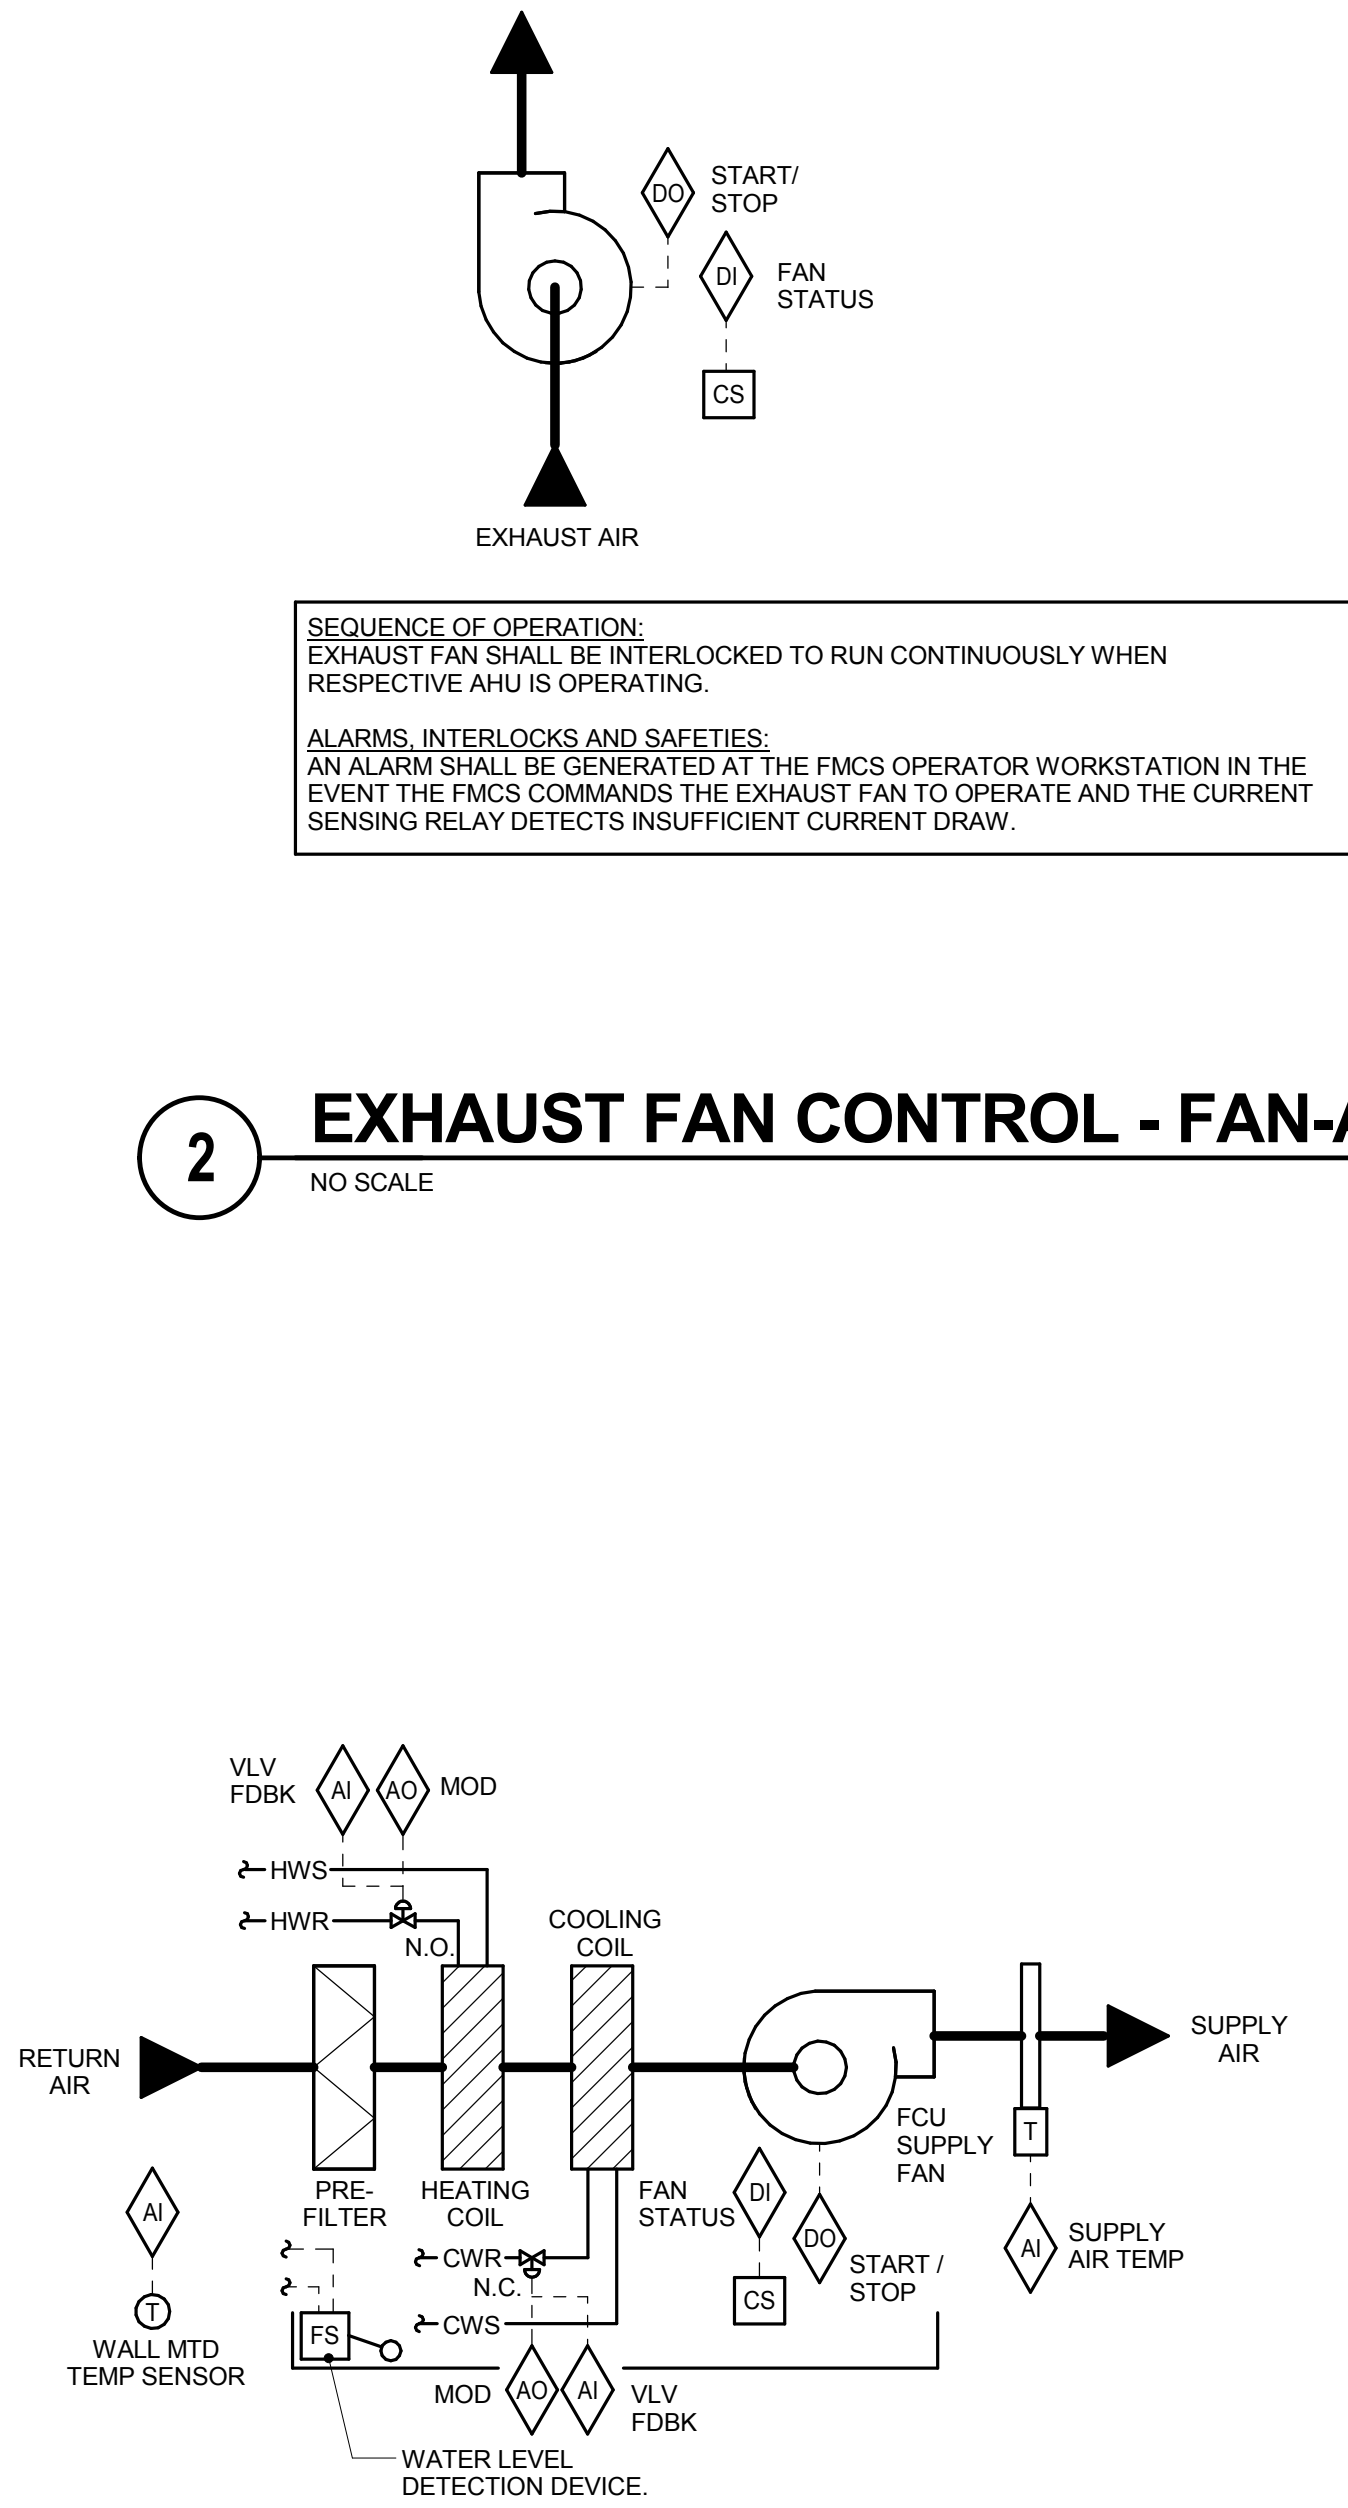 DO
START/
STOP
DI
FAN
STATUS
CS
EXHAUST AIR
SEQUENCE OF OPERATION:
EXHAUST FAN SHALL BE INTERLOCKED TO RUN CONTINUOUSLY WHEN
RESPECTIVE AHU IS OPERATING.
ALARMS, INTERLOCKS AND SAFETIES:
AN ALARM SHALL BE GENERATED AT THE FMCS OPERATOR WORKSTATION IN THE
EVENT THE FMCS COMMANDS THE EXHAUST FAN TO OPERATE AND THE CURRENT
SENSING RELAY DETECTS INSUFFICIENT CURRENT DRAW.
2
EXHAUST FAN CONTROL - FAN-A
NO SCALE
VLV
FDBK
AI
AO
MOD
HWS
HWR
N.O.
COOLING
COIL
RETURN
AIR
SUPPLY
AIR
FCU
SUPPLY
FAN
T
PRE-
FILTER
HEATING
COIL
FAN
STATUS
DI
DO
START /
STOP
CS
AI
SUPPLY
AIR TEMP
AI
T
WALL MTD
TEMP SENSOR
CWR
N.C.
CWS
FS
MOD
AO
AI
VLV
FDBK
WATER LEVEL
DETECTION DEVICE.